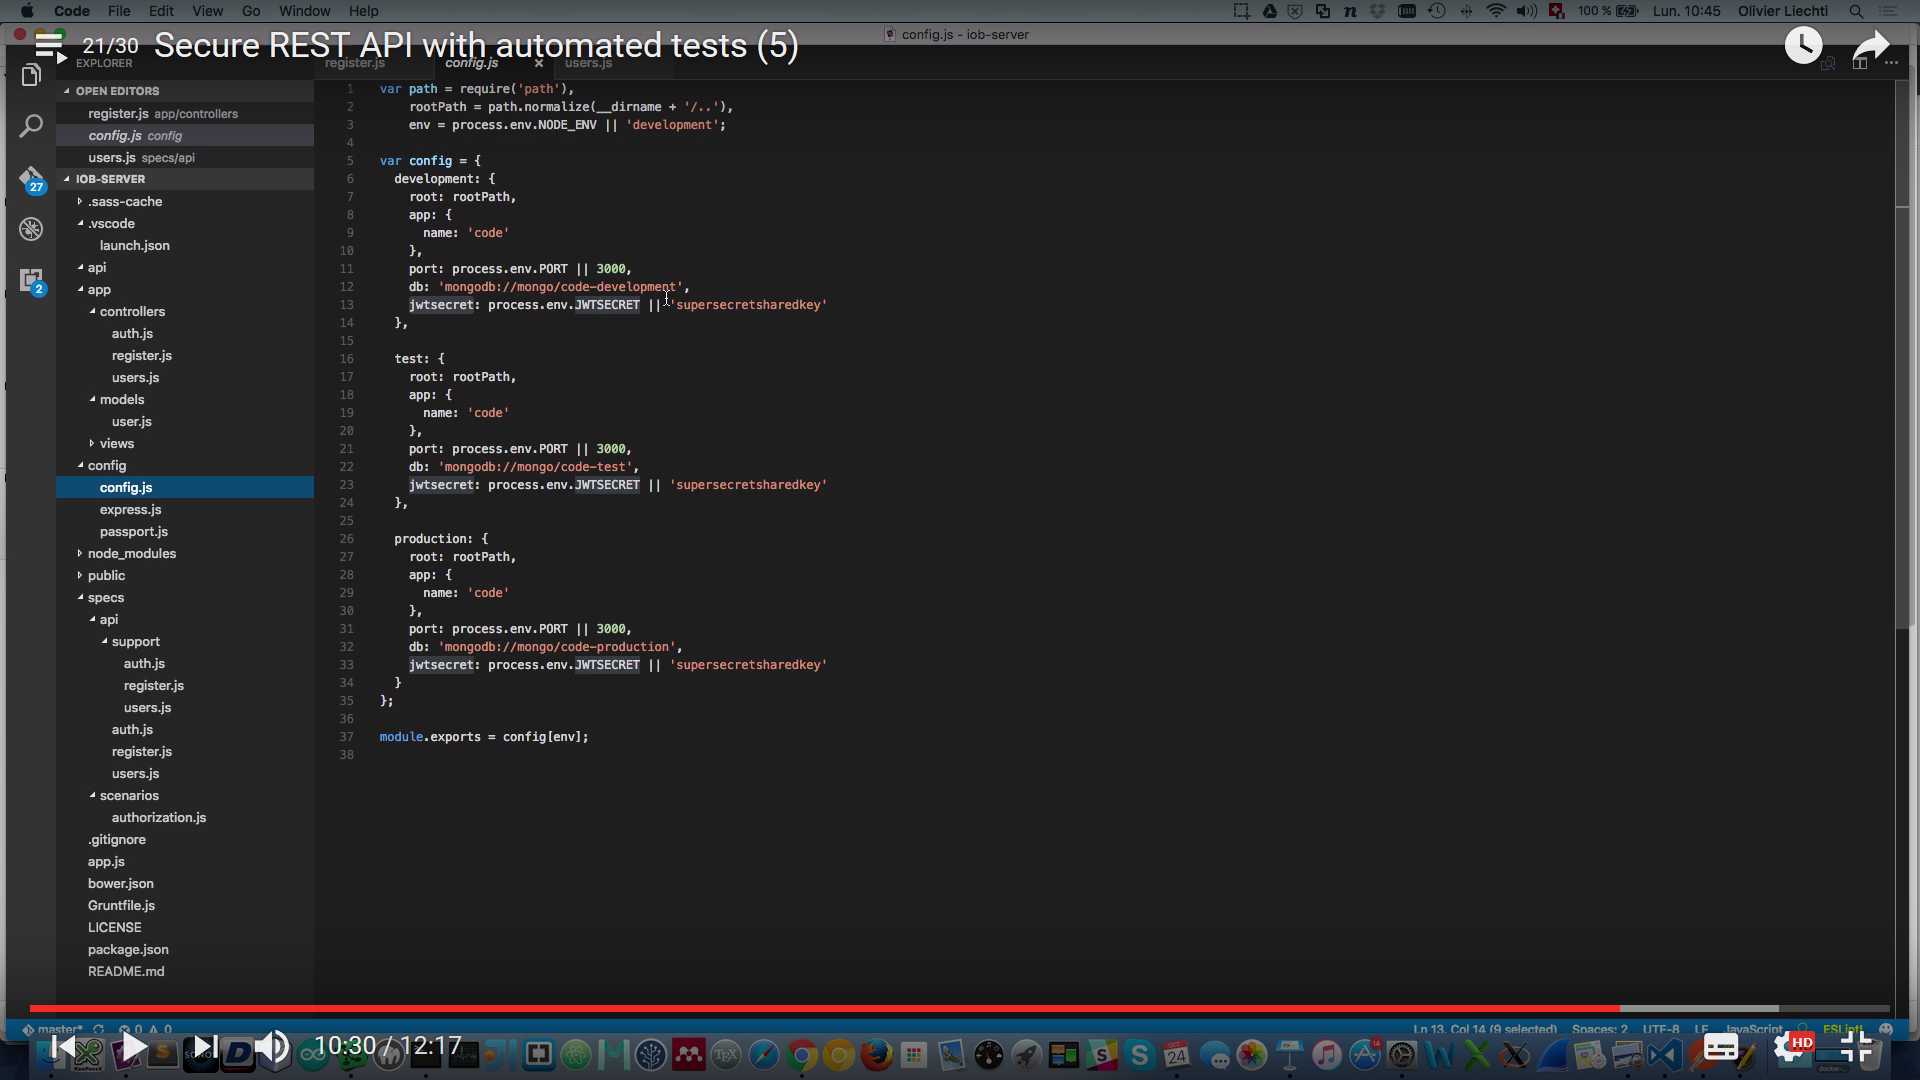 Code File Edit View Go Window Help
100 % Lun. 10:45 Olivier Liechti
21/30 Secure REST API with automated tests (5)
config.js - iob-server
EXPLORER
register.js config.js × users.js
OPEN EDITORS
register.js app/controllers
config.js config
users.js specs/api
IOB-SERVER
.sass-cache
.vscode
launch.json
api
app
controllers
auth.js
register.js
users.js
models
user.js
views
config
config.js
express.js
passport.js
node_modules
public
specs
api
support
auth.js
register.js
users.js
auth.js
register.js
users.js
scenarios
authorization.js
.gitignore
app.js
bower.json
Gruntfile.js
LICENSE
package.json
README.md
27
2
1 var path = require('path'),
2 rootPath = path.normalize(__dirname + '/..'),
3 env = process.env.NODE_ENV || 'development';
4
5 var config = {
6 development: {
7 root: rootPath,
8 app: {
9 name: 'code'
10 },
11 port: process.env.PORT || 3000,
12 db: 'mongodb://mongo/code-development',
13 jwtsecret: process.env.JWTSECRET || 'supersecretsharedkey'
14 },
15
16 test: {
17 root: rootPath,
18 app: {
19 name: 'code'
20 },
21 port: process.env.PORT || 3000,
22 db: 'mongodb://mongo/code-test',
23 jwtsecret: process.env.JWTSECRET || 'supersecretsharedkey'
24 },
25
26 production: {
27 root: rootPath,
28 app: {
29 name: 'code'
30 },
31 port: process.env.PORT || 3000,
32 db: 'mongodb://mongo/code-production',
33 jwtsecret: process.env.JWTSECRET || 'supersecretsharedkey'
34 }
35 };
36
37 module.exports = config[env];
38
master* 0 0
Ln 13, Col 14 (9 selected) Spaces: 2 UTF-8 LF JavaScript ESLint!
10:30 / 12:17
HD
OCT
24
14